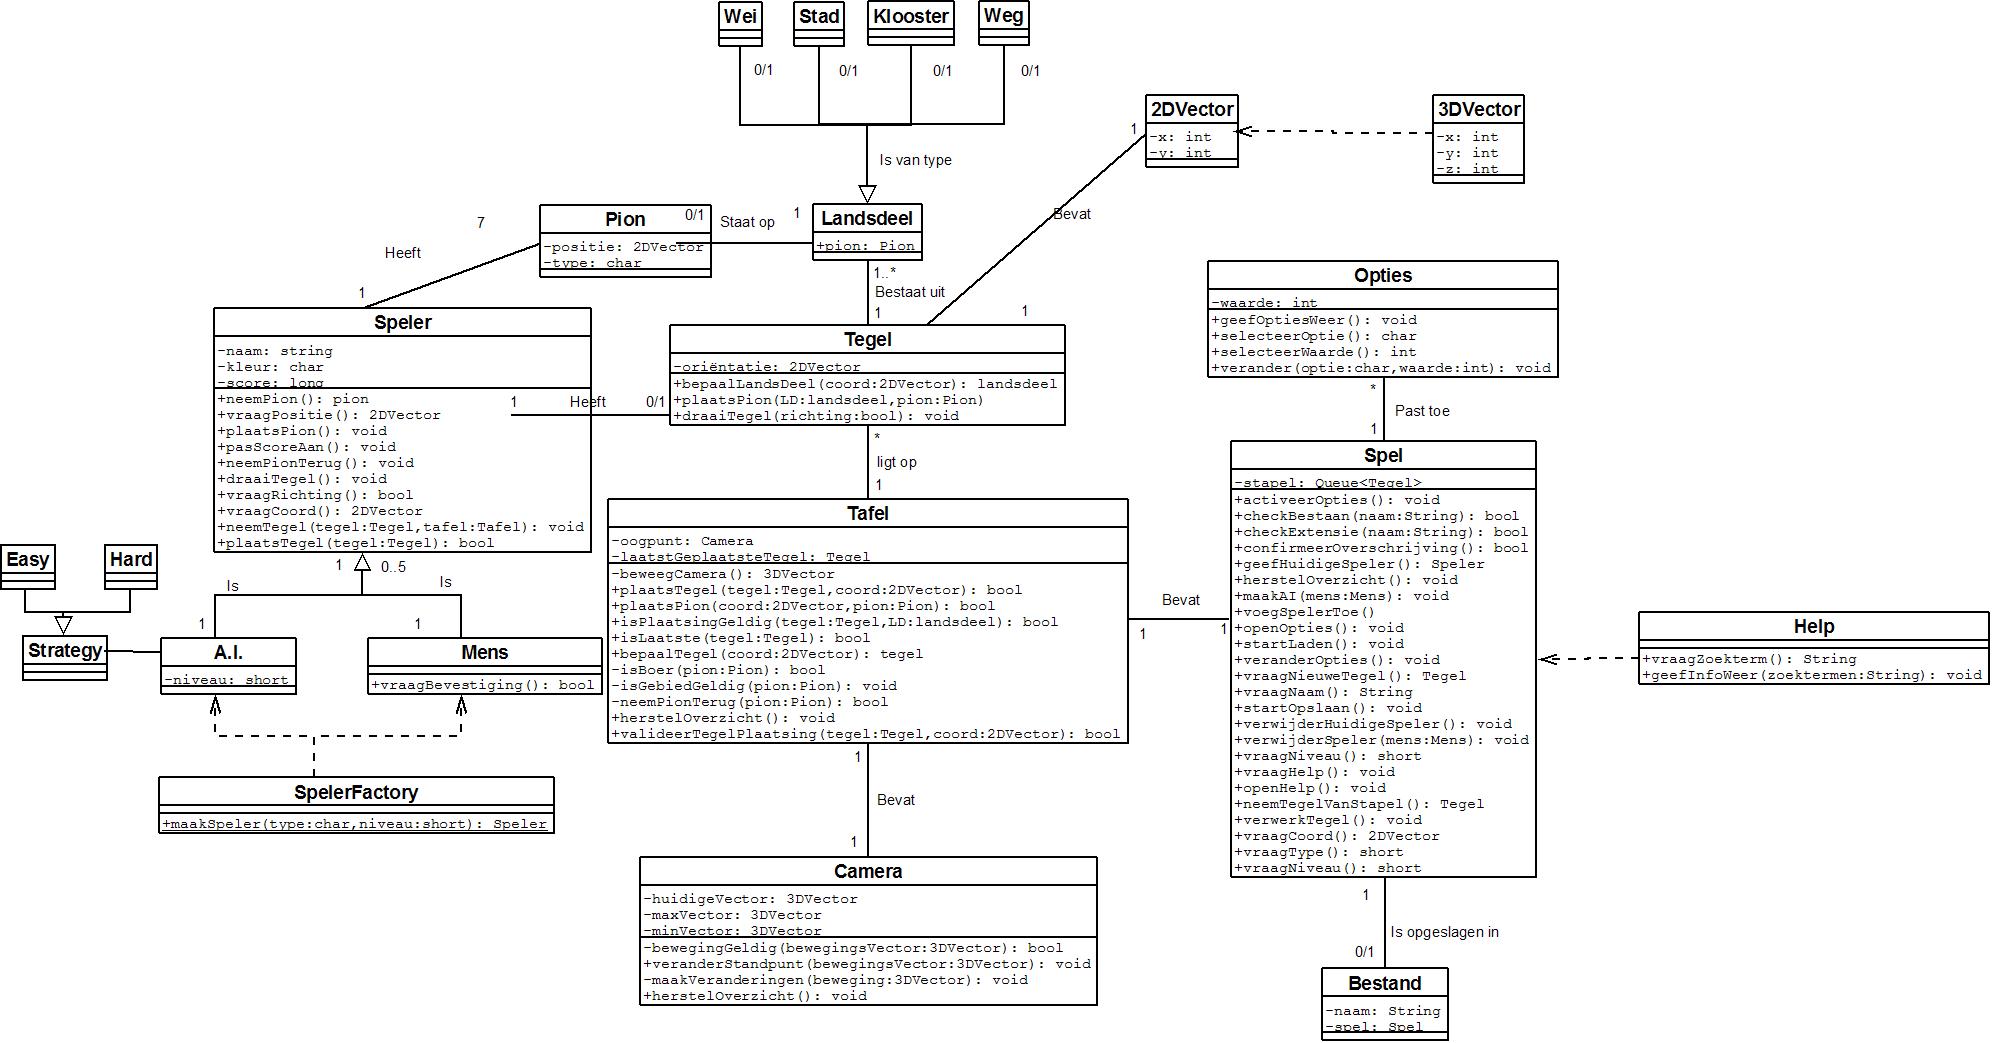 Wei
Stad
Klooster
Weg
0/1
0/1
0/1
0/1
Is van type
2DVector
-x: int
-y: int
3DVector
-x: int
-y: int
-z: int
1
Bevat
1
Pion
-positie: 2DVector
-type: char
0/1
Staat op
1
Landsdeel
+pion: Pion
7
Heeft
1
1..*
Bestaat uit
1
Speler
-naam: string
-kleur: char
-score: long
+neemPion(): pion
+vraagPositie(): 2DVector
+plaatsPion(): void
+pasScoreAan(): void
+neemPionTerug(): void
+draaiTegel(): void
+vraagRichting(): bool
+vraagCoord(): 2DVector
+neemTegel(tegel:Tegel,tafel:Tafel): void
+plaatsTegel(tegel:Tegel): bool
1
Heeft
0/1
Tegel
-oriëntatie: 2DVector
+bepaalLandsDeel(coord:2DVector): landsdeel
+plaatsPion(LD:landsdeel,pion:Pion)
+draaiTegel(richting:bool): void
*
ligt op
1
Opties
-waarde: int
+geefOptiesWeer(): void
+selecteerOptie(): char
+selecteerWaarde(): int
+verander(optie:char,waarde:int): void
*
Past toe
1
Spel
-stapel: Queue<Tegel>
+activeerOpties(): void
+checkBestaan(naam:String): bool
+checkExtensie(naam:String): bool
+confirmeerOverschrijving(): bool
+geefHuidigeSpeler(): Speler
+herstelOverzicht(): void
+maakAI(mens:Mens): void
+voegSpelerToe()
+openOpties(): void
+startLaden(): void
+veranderOpties(): void
+vraagNieuweTegel(): Tegel
+vraagNaam(): String
+startOpslaan(): void
+verwijderHuidigeSpeler(): void
+verwijderSpeler(mens:Mens): void
+vraagNiveau(): short
+vraagHelp(): void
+openHelp(): void
+neemTegelVanStapel(): Tegel
+verwerkTegel(): void
+vraagCoord(): 2DVector
+vraagType(): short
+vraagNiveau(): short
Tafel
-oogpunt: Camera
-laatstGeplaatsteTegel: Tegel
-beweegCamera(): 3DVector
+plaatsTegel(tegel:Tegel,coord:2DVector): bool
+plaatsPion(coord:2DVector,pion:Pion): bool
+isPlaatsingGeldig(tegel:Tegel,LD:landsdeel): bool
+isLaatste(tegel:Tegel): bool
+bepaalTegel(coord:2DVector): tegel
-isBoer(pion:Pion): bool
-isGebiedGeldig(pion:Pion): void
-neemPionTerug(pion:Pion): bool
+herstelOverzicht(): void
+valideerTegelPlaatsing(tegel:Tegel,coord:2DVector): bool
Bevat
1
1
Help
+vraagZoekterm(): String
+geefInfoWeer(zoektermen:String): void
Easy
Hard
Strategy
1
0..5
Is
Is
1
1
A.I.
-niveau: short
Mens
+vraagBevestiging(): bool
SpelerFactory
+maakSpeler(type:char,niveau:short): Speler
1
Bevat
1
Camera
-huidigeVector: 3DVector
-maxVector: 3DVector
-minVector: 3DVector
-bewegingGeldig(bewegingsVector:3DVector): bool
+veranderStandpunt(bewegingsVector:3DVector): void
-maakVeranderingen(beweging:3DVector): void
+herstelOverzicht(): void
1
Is opgeslagen in
0/1
Bestand
-naam: String
-spel: Spel